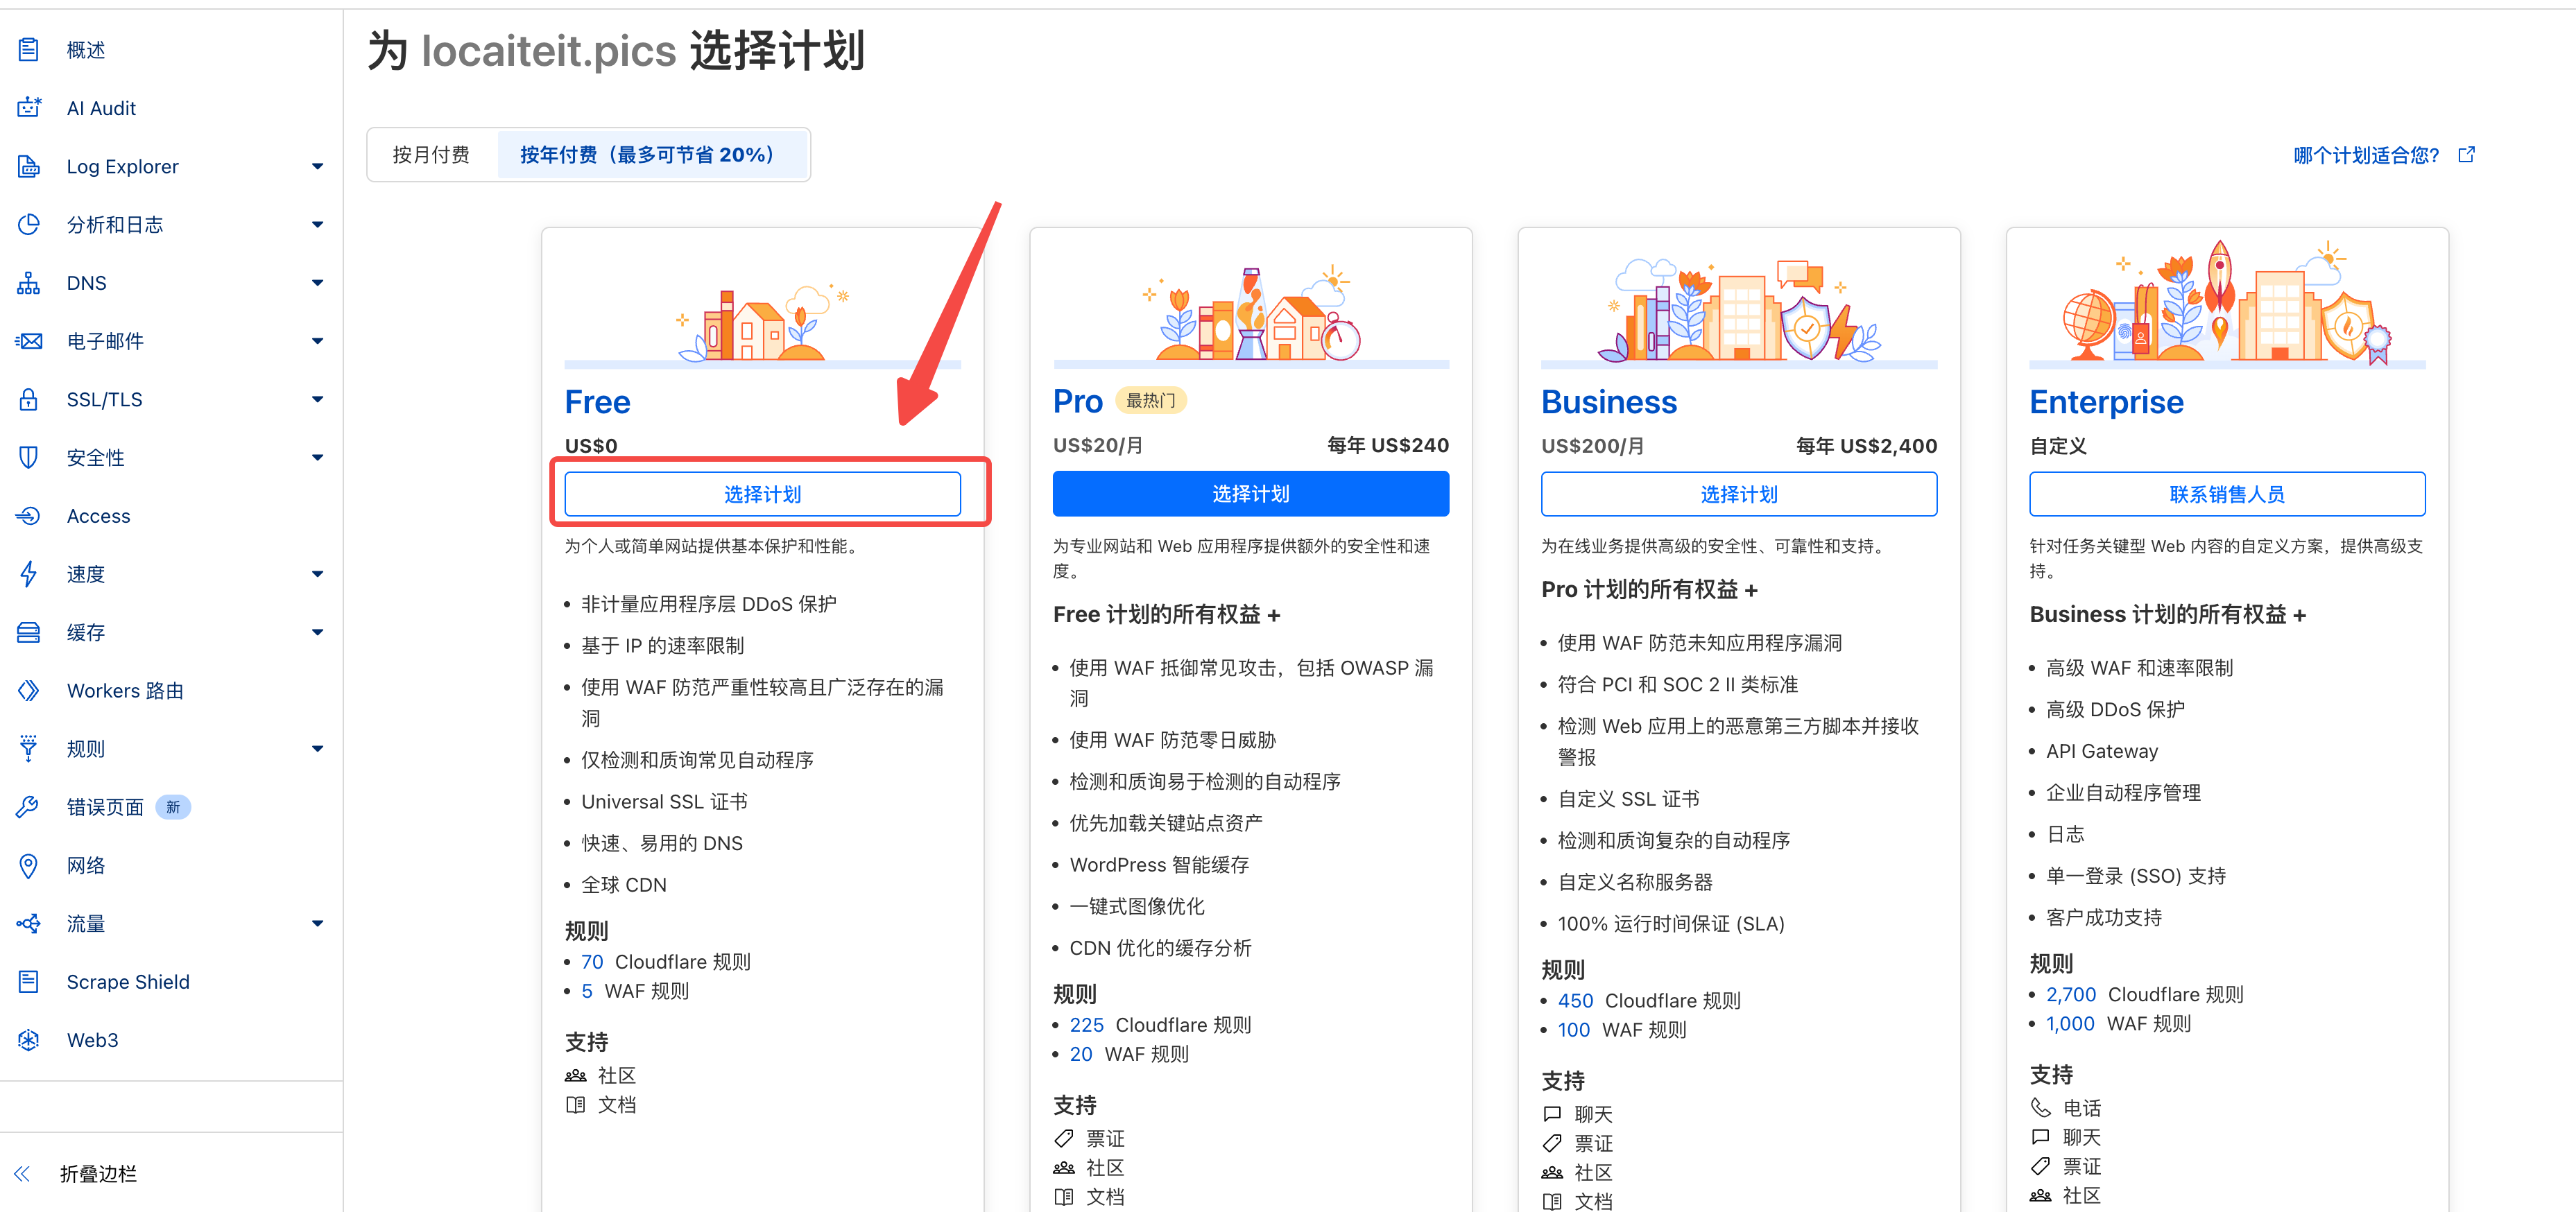 概述
AI Audit
Log Explorer
分析和日志
DNS
电子邮件
SSL/TLS
安全性
Access
速度
缓存
Workers 路由
规则
错误页面 新
网络
流量
Scrape Shield
Web3
折叠边栏
为 locaiteit.pics 选择计划
按月付费 按年付费（最多可节省 20%）
哪个计划适合您?
Free
US$0
选择计划
为个人或简单网站提供基本保护和性能。
• 非计量应用程序层 DDoS 保护
• 基于 IP 的速率限制
• 使用 WAF 防范严重性较高且广泛存在的漏
洞
• 仅检测和质询常见自动程序
• Universal SSL 证书
• 快速、易用的 DNS
• 全球 CDN
规则
• 70 Cloudflare 规则
• 5 WAF 规则
支持
社区
文档
Pro 最热门
US$20/月 每年 US$240
选择计划
为专业网站和 Web 应用程序提供额外的安全性和速
度。
Free 计划的所有权益 +
• 使用 WAF 抵御常见攻击，包括 OWASP 漏
洞
• 使用 WAF 防范零日威胁
• 检测和质询易于检测的自动程序
• 优先加载关键站点资产
• WordPress 智能缓存
• 一键式图像优化
• CDN 优化的缓存分析
规则
• 225 Cloudflare 规则
• 20 WAF 规则
支持
票证
社区
文档
Business
US$200/月 每年 US$2,400
选择计划
为在线业务提供高级的安全性、可靠性和支持。
Pro 计划的所有权益 +
• 使用 WAF 防范未知应用程序漏洞
• 符合 PCI 和 SOC 2 II 类标准
• 检测 Web 应用上的恶意第三方脚本并接收
警报
• 自定义 SSL 证书
• 检测和质询复杂的自动程序
• 自定义名称服务器
• 100% 运行时间保证 (SLA)
规则
• 450 Cloudflare 规则
• 100 WAF 规则
支持
聊天
票证
社区
文档
Enterprise
自定义
联系销售人员
针对任务关键型 Web 内容的自定义方案，提供高级支
持。
Business 计划的所有权益 +
• 高级 WAF 和速率限制
• 高级 DDoS 保护
• API Gateway
• 企业自动程序管理
• 日志
• 单一登录 (SSO) 支持
• 客户成功支持
规则
• 2,700 Cloudflare 规则
• 1,000 WAF 规则
支持
电话
聊天
票证
社区